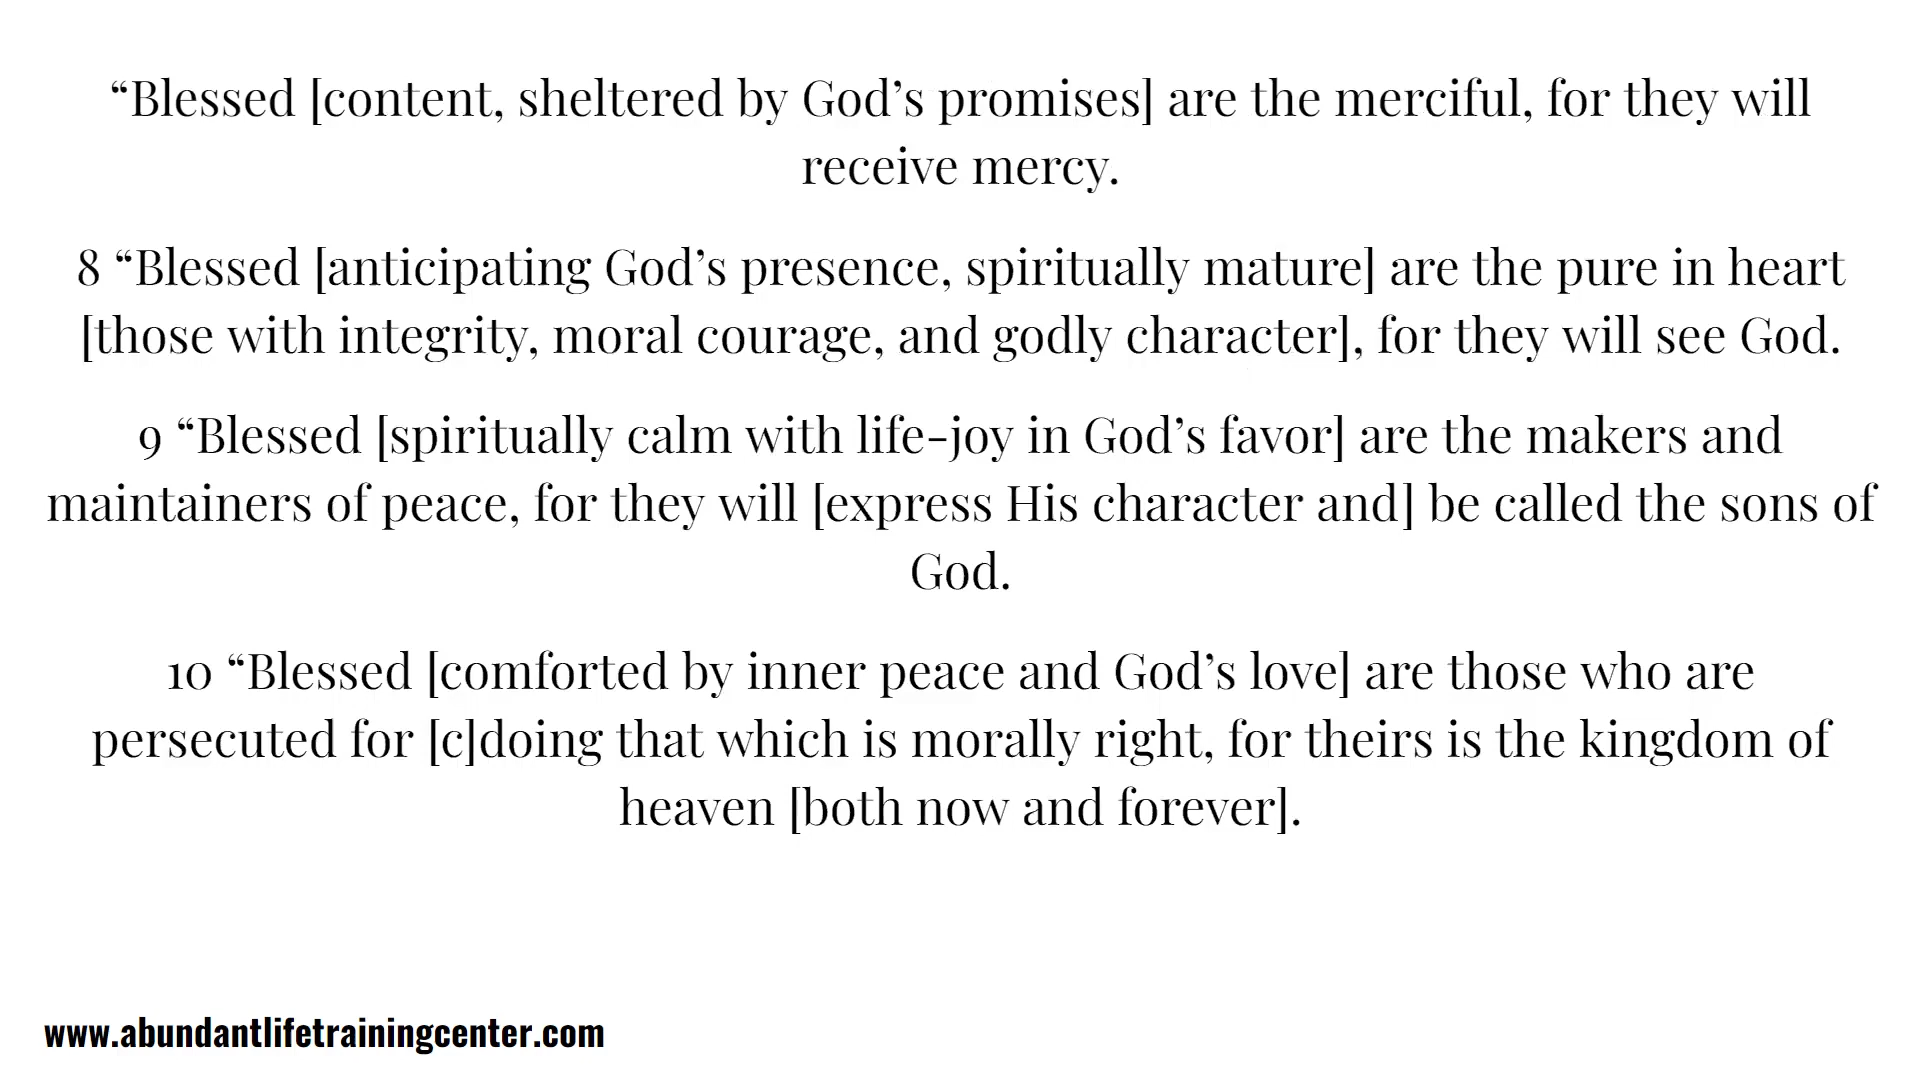 “Blessed [content, sheltered by God’s promises] are the merciful, for they will
receive mercy.
8 “Blessed [anticipating God’s presence, spiritually mature] are the pure in heart
[those with integrity, moral courage, and godly character], for they will see God.
9 “Blessed [spiritually calm with life-joy in God’s favor] are the makers and
maintainers of peace, for they will [express His character and] be called the sons of
God.
10 “Blessed [comforted by inner peace and God’s love] are those who are
persecuted for [c]doing that which is morally right, for theirs is the kingdom of
heaven [both now and forever].
www.abundantlifetrainingcenter.com